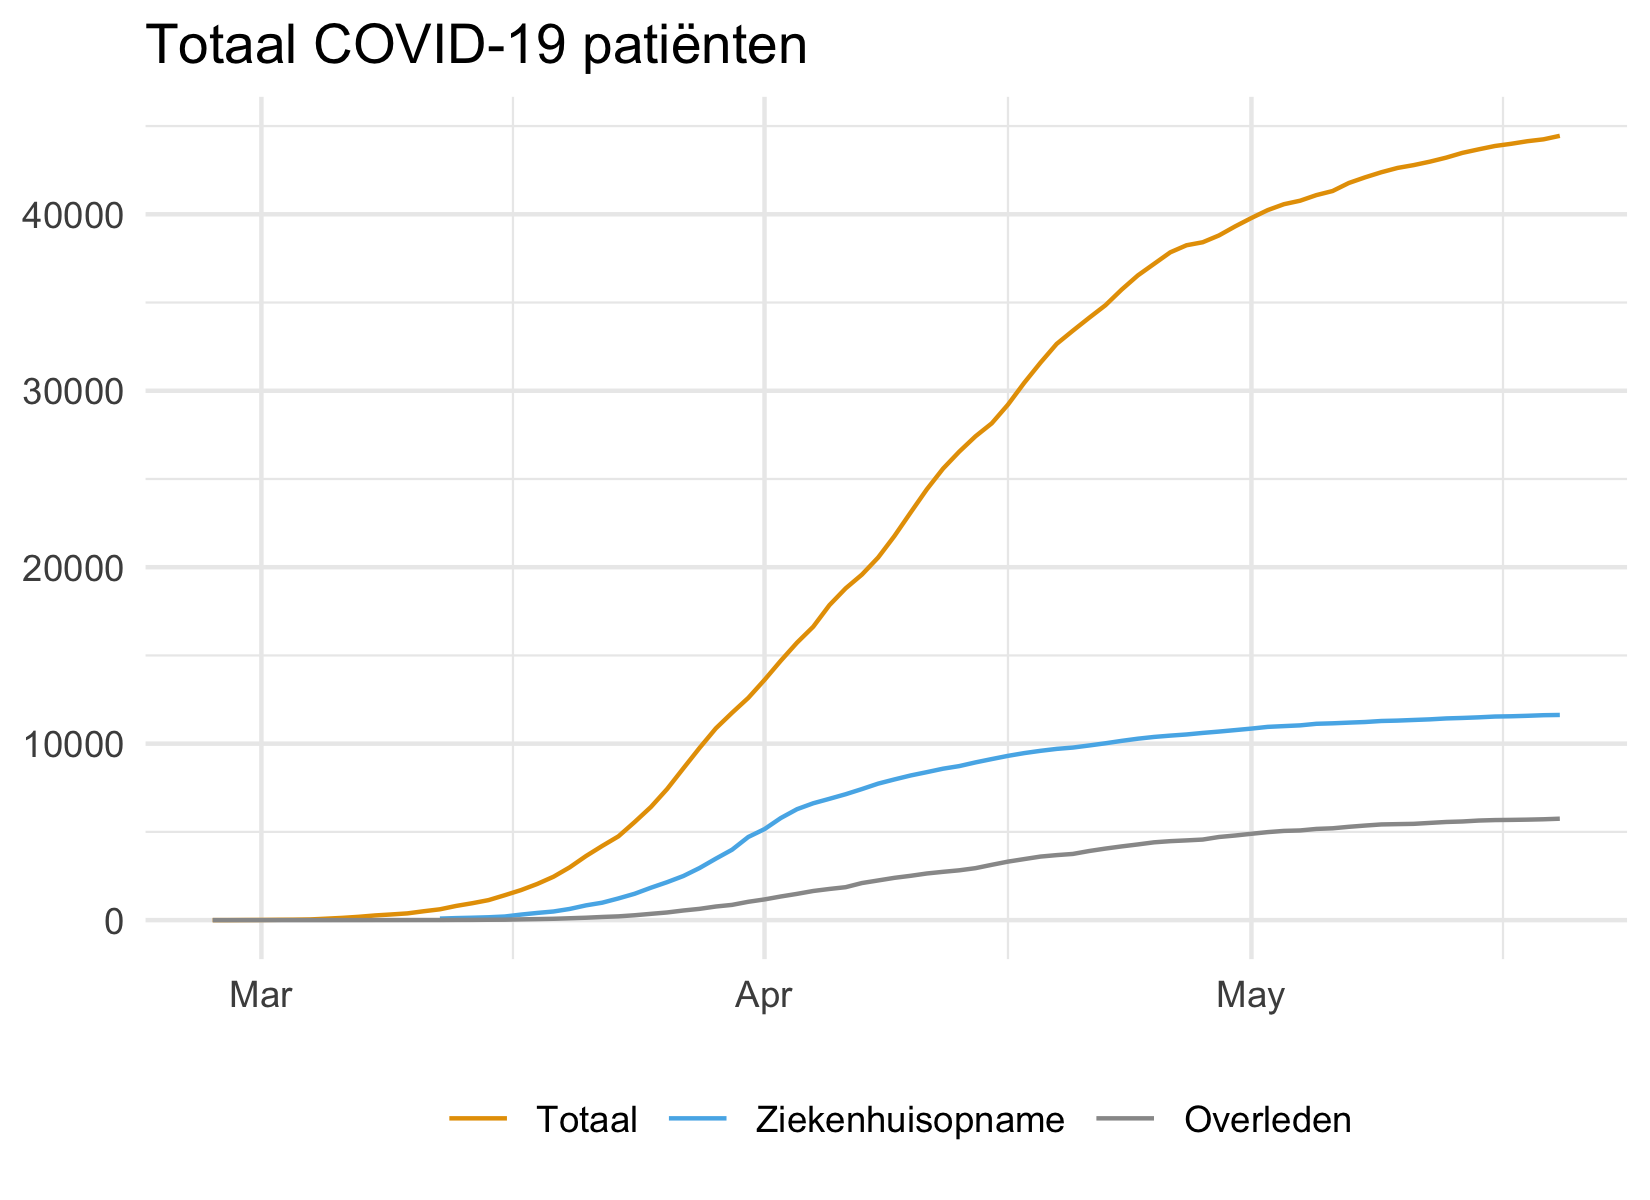 Totaal COVID-19 patiënten
40000
30000
20000
10000
0
Mar Apr May
Totaal Ziekenhuisopname Overleden